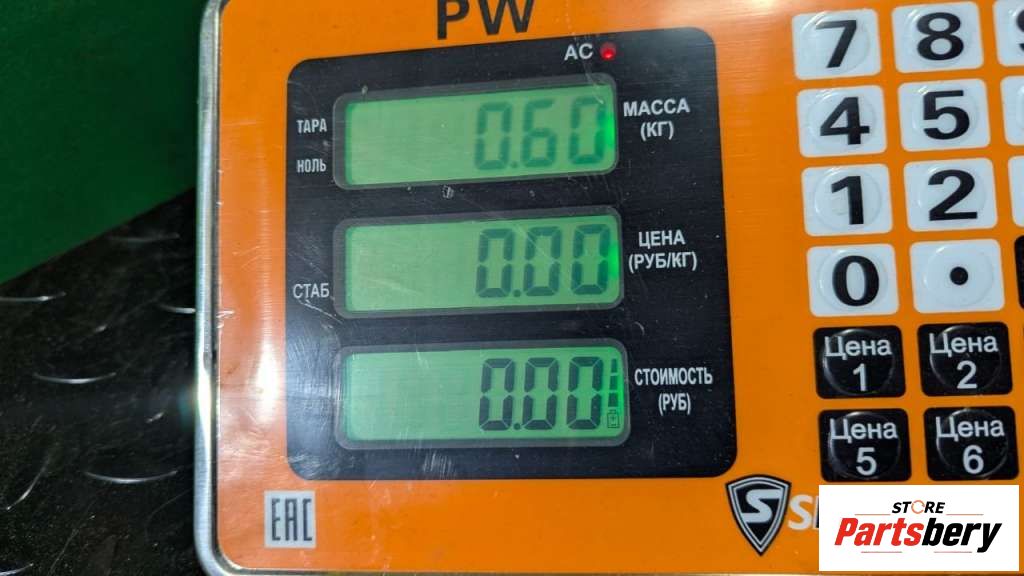 PW
AC
ТАРА
НОЛЬ
0.60
МАССА
(КГ)
СТАБ
0.00
ЦЕНА
(РУБ/КГ)
0.00
СТОИМОСТЬ
(РУБ)
7 8
4 5
1 2
0 .
Цена
1
Цена
2
Цена
5
Цена
6
EAC
S
STORE
Partsbery